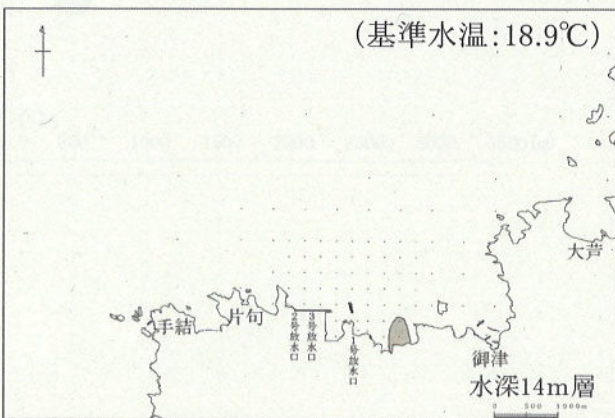 (基準水温:18.9℃)
大芦
手結
片句
2号放水口
3号放水口
1号放水口
御津
水深14m層
0 500 1000m